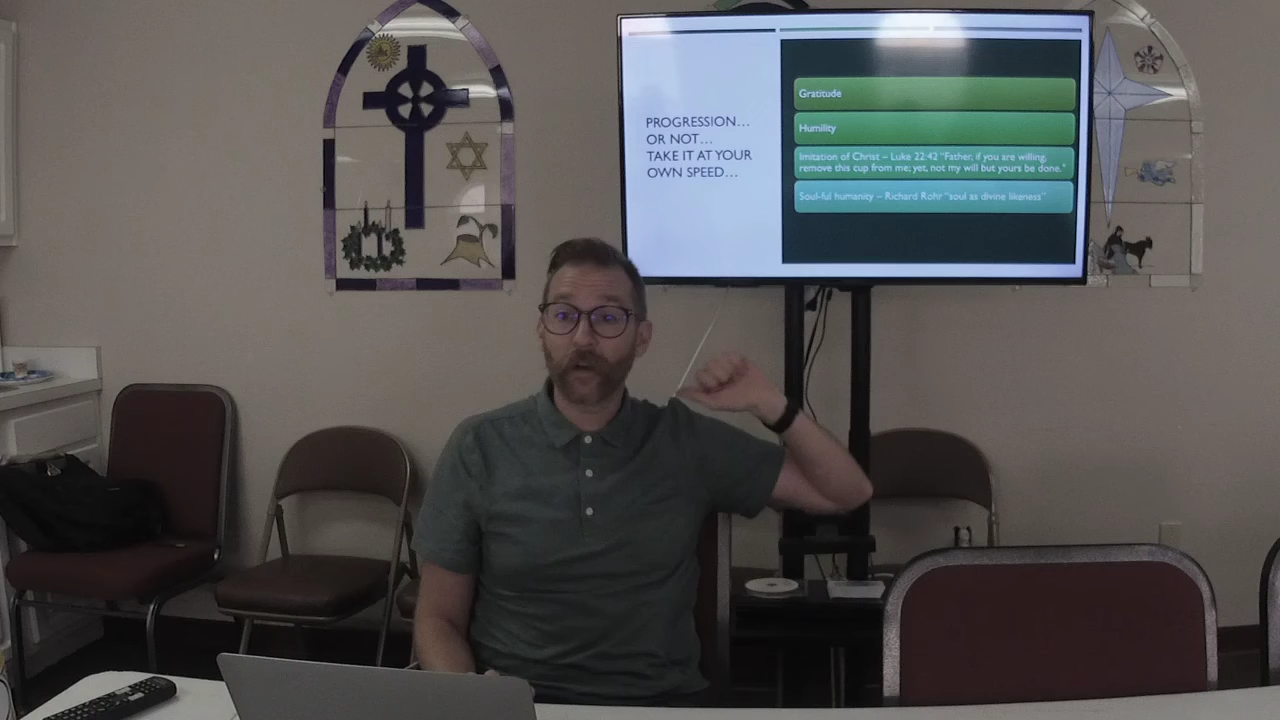 PROGRESSION…
OR NOT…
TAKE IT AT YOUR
OWN SPEED…
Gratitude
Humility
Imitation of Christ – Luke 22:42 "Father, if you are willing,
remove this cup from me; yet, not my will but yours be done."
Soul-ful humanity – Richard Rohr "soul as divine likeness"